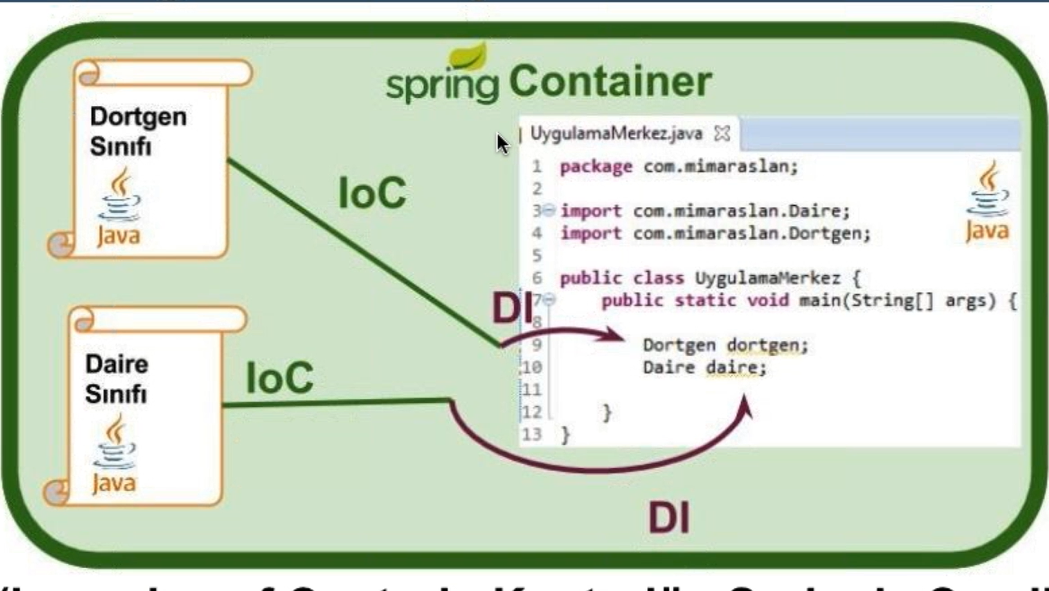 spring Container
Dortgen
Sınıfı
Java
IoC
Daire
Sınıfı
Java
IoC
DI
DI
UygulamaMerkez.java
Java
1 package com.mimaraslan;
2
3 import com.mimaraslan.Daire;
4 import com.mimaraslan.Dortgen;
5
6 public class UygulamaMerkez {
7 public static void main(String[] args) {
8
9 Dortgen dortgen;
10 Daire daire;
11
12 }
13 }